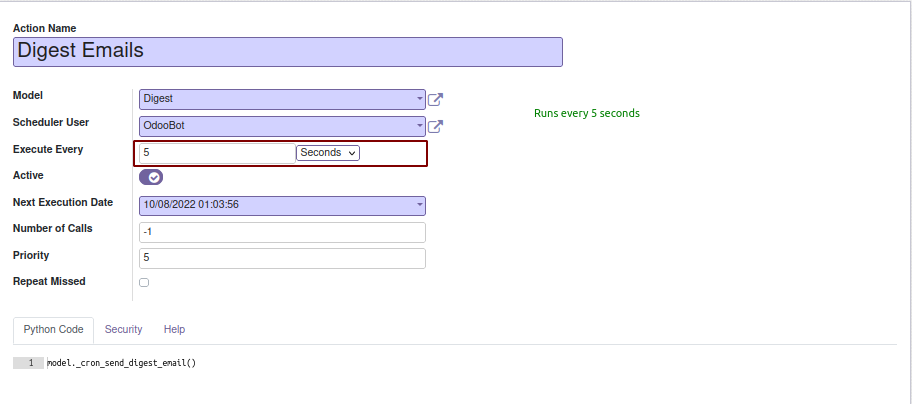 Action Name
Digest Emails
Model Digest
Runs every 5 seconds
Scheduler User OdooBot
Execute Every 5 Seconds
Active
Next Execution Date 10/08/2022 01:03:56
Number of Calls -1
Priority 5
Repeat Missed
Python Code Security Help
1 model._cron_send_digest_email()